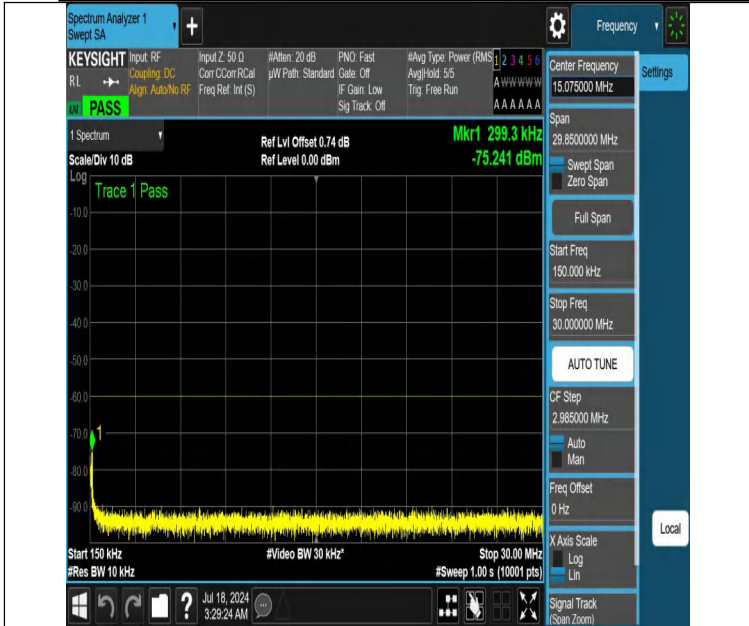 Spectrum Analyzer 1
Swept SA
Frequency
KEYSIGHT
RL
PASS
Input: RF
Coupling: DC
Align: Auto/No RF
Input Z: 50 Ω
Corr CCorr RCal
Freq Ref: Int (S)
#Atten: 20 dB
µW Path: Standard
PNO: Fast
Gate: Off
IF Gain: Low
Sig Track: Off
#Avg Type: Power (RMS
Avg|Hold: 5/5
Trig: Free Run
1 2 3 4 5 6
A W W W W W
A A A A A A
1 Spectrum
Scale/Div 10 dB
Ref Lvl Offset 0.74 dB
Ref Level 0.00 dBm
Mkr1 299.3 kHz
-75.241 dBm
Log
Trace 1 Pass
-10.0
-20.0
-30.0
-40.0
-50.0
-60.0
-70.0
1
-80.0
-90.0
Start 150 kHz
#Video BW 30 kHz*
Stop 30.00 MHz
#Res BW 10 kHz
#Sweep 1.00 s (10001 pts)
Jul 18, 2024
3:29:24 AM
Center Frequency
15.075000 MHz
Settings
Span
29.8500000 MHz
Swept Span
Zero Span
Full Span
Start Freq
150.000 kHz
Stop Freq
30.000000 MHz
AUTO TUNE
CF Step
2.985000 MHz
Auto
Man
Freq Offset
0 Hz
Local
X Axis Scale
Log
Lin
Signal Track
(Span Zoom)